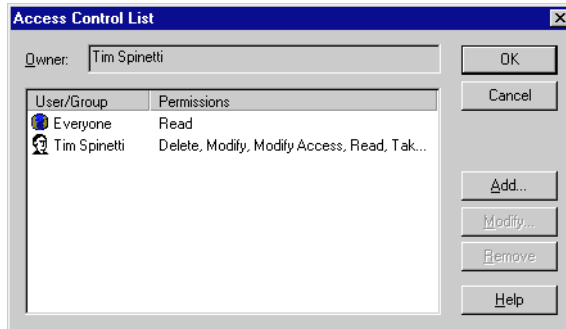 Access Control List
Owner: Tim Spinetti
OK
Cancel
User/Group Permissions
Everyone Read
Tim Spinetti Delete, Modify, Modify Access, Read, Tak...
Add...
Modify...
Remove
Help